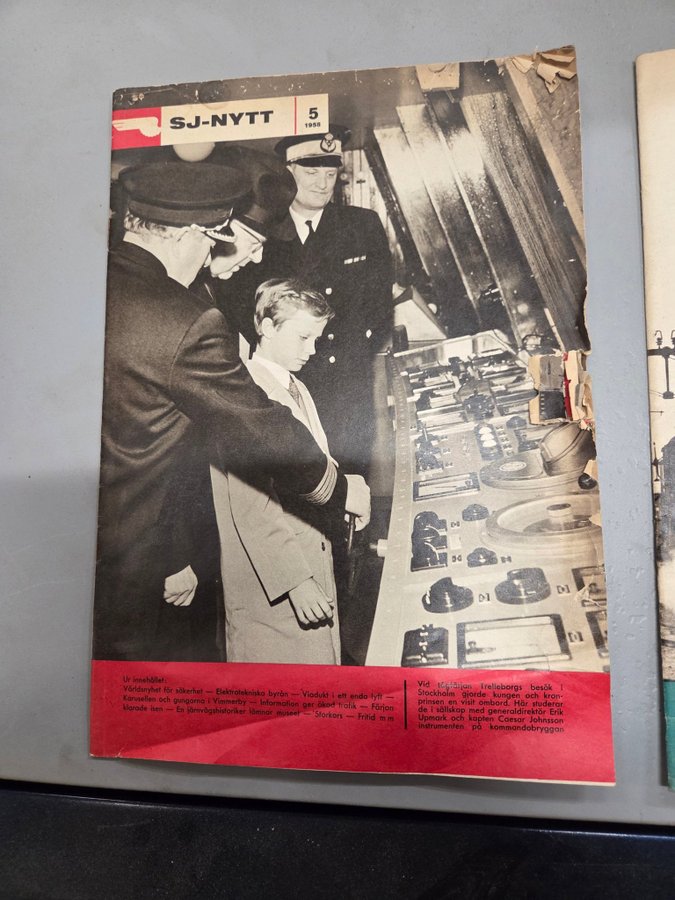 SJ-NYTT
5
1958
Ur innehållet:
Världsnyhet för säkerhet — Elektrotekniska byrån — Viadukt i ett enda lyft —
Karusellen och gungorna i Vimmerby — Information ger ökad trafik — Färjan
klarade isen — En järnvägshistoriker lämnar museet — Storkors — Fritid m m
Vid tågfärjan Trelleborgs besök i
Stockholm gjorde kungen och kron-
prinsen en visit ombord. Här studerar
de i sällskap med generaldirektör Erik
Upmark och kapten Caesar Johnsson
instrumenten på kommandobryggan